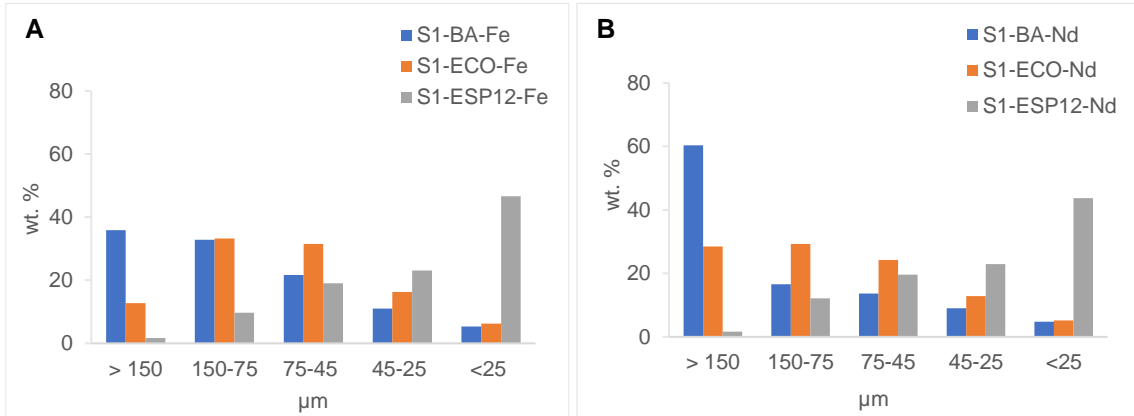 A
S1-BA-Fe
S1-ECO-Fe
S1-ESP12-Fe
80
60
40
20
0
wt. %
> 150 150-75 75-45 45-25 <25
µm
B
S1-BA-Nd
S1-ECO-Nd
S1-ESP12-Nd
80
60
40
20
0
wt. %
> 150 150-75 75-45 45-25 <25
µm